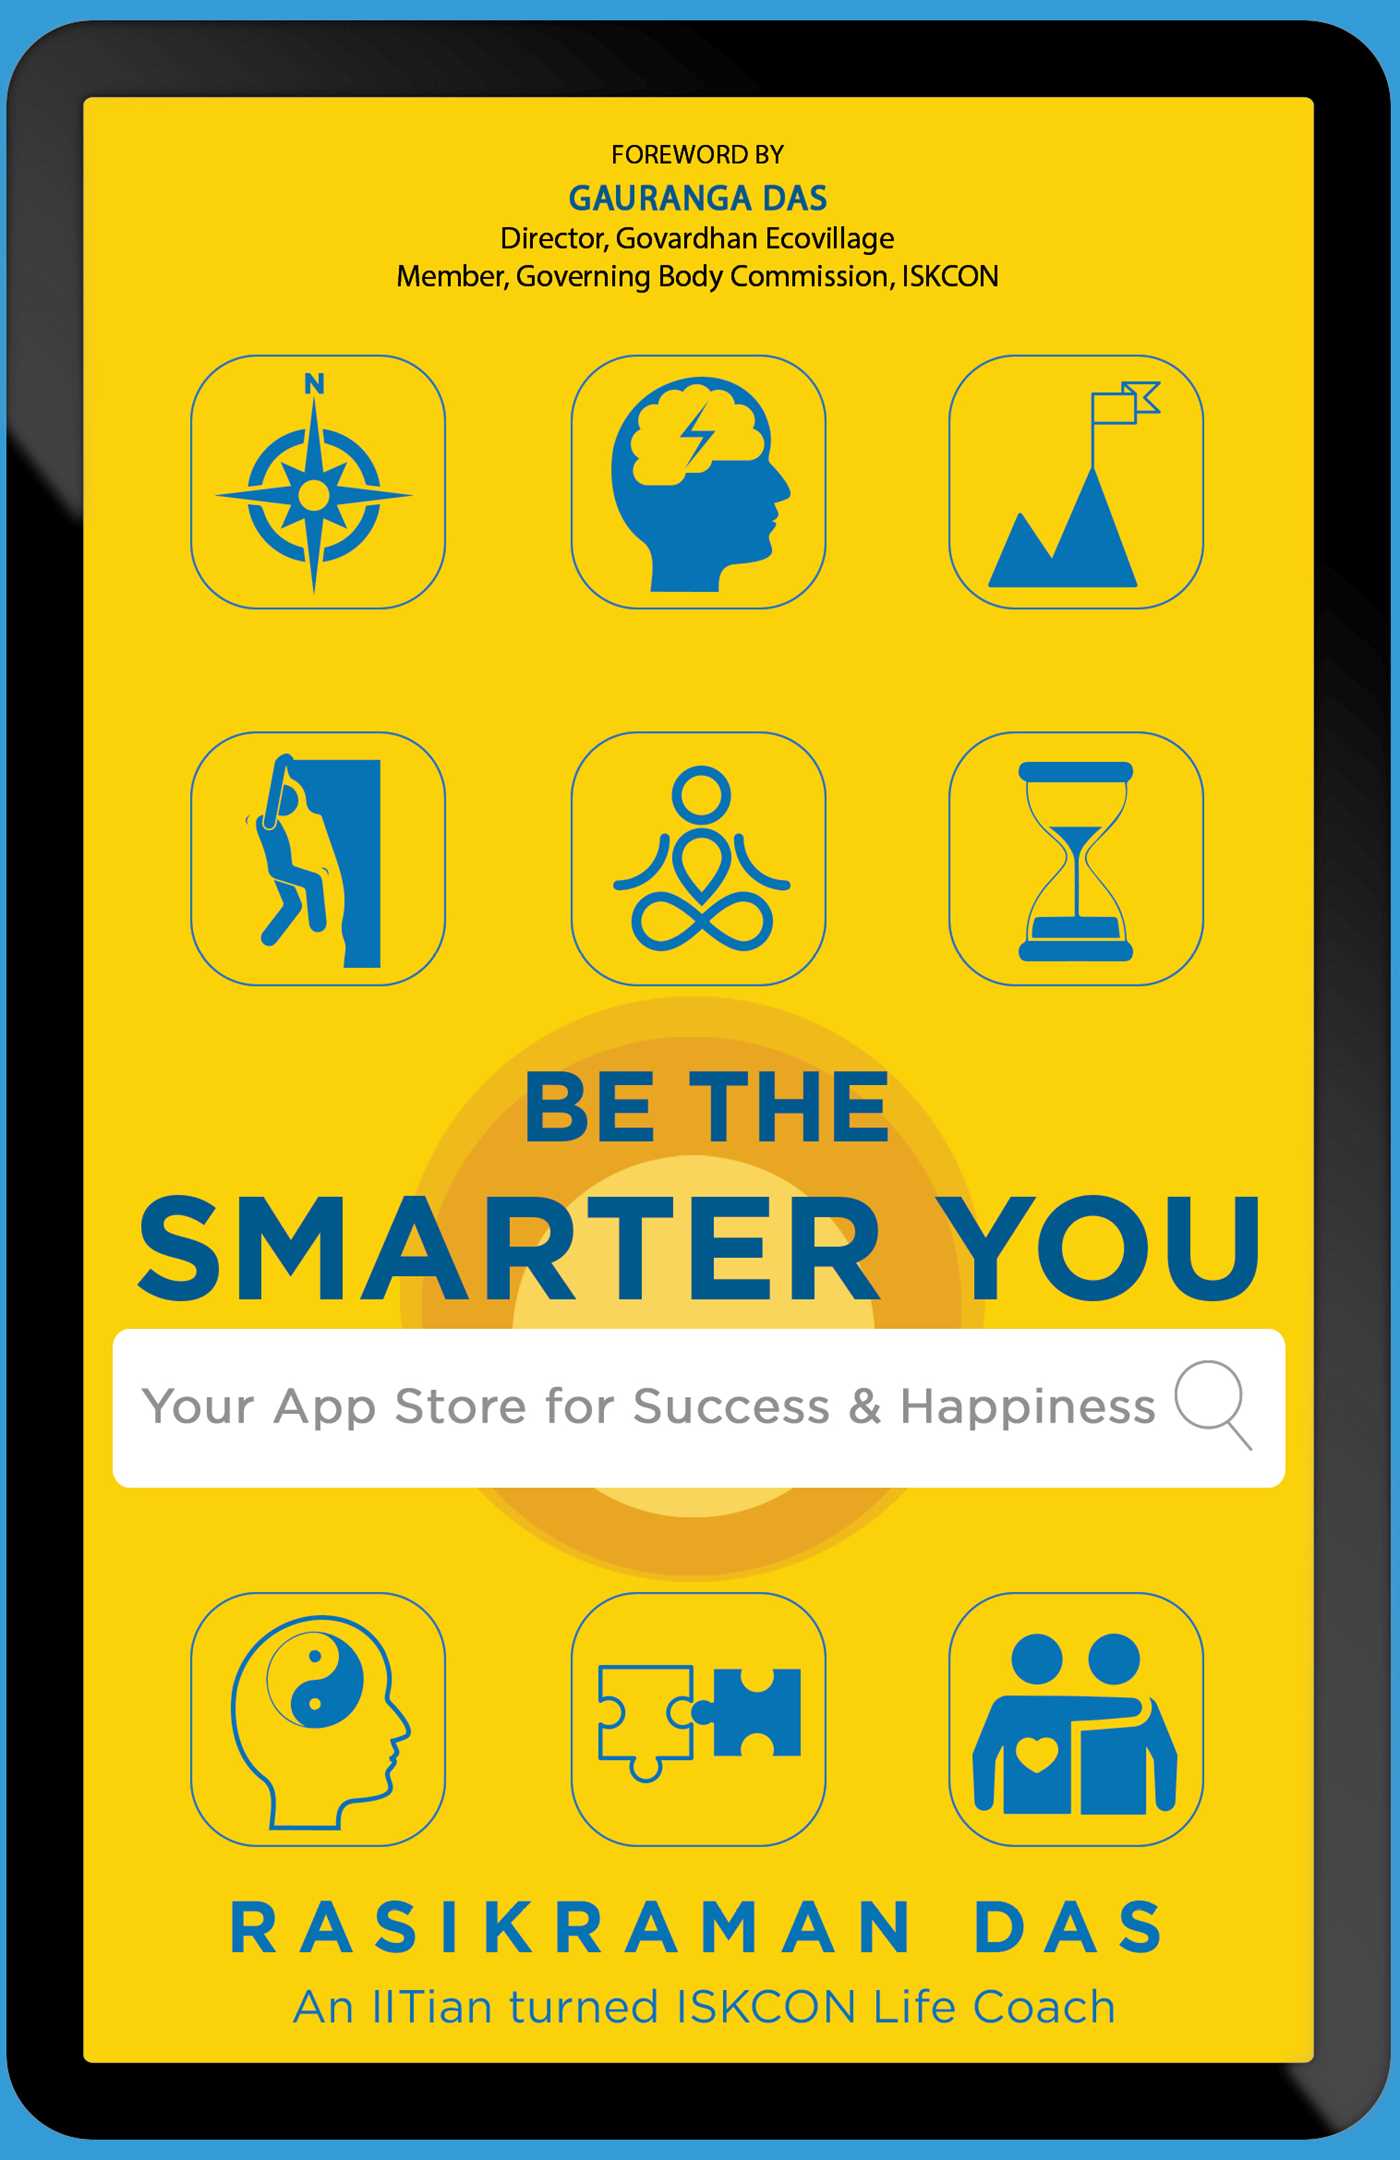 FOREWORD BY
GAURANGA DAS
Director, Govardhan Ecovillage
Member, Governing Body Commission, ISKCON
N
BE THE
SMARTER YOU
Your App Store for Success & Happiness
RASIKRAMAN DAS
An IITian turned ISKCON Life Coach